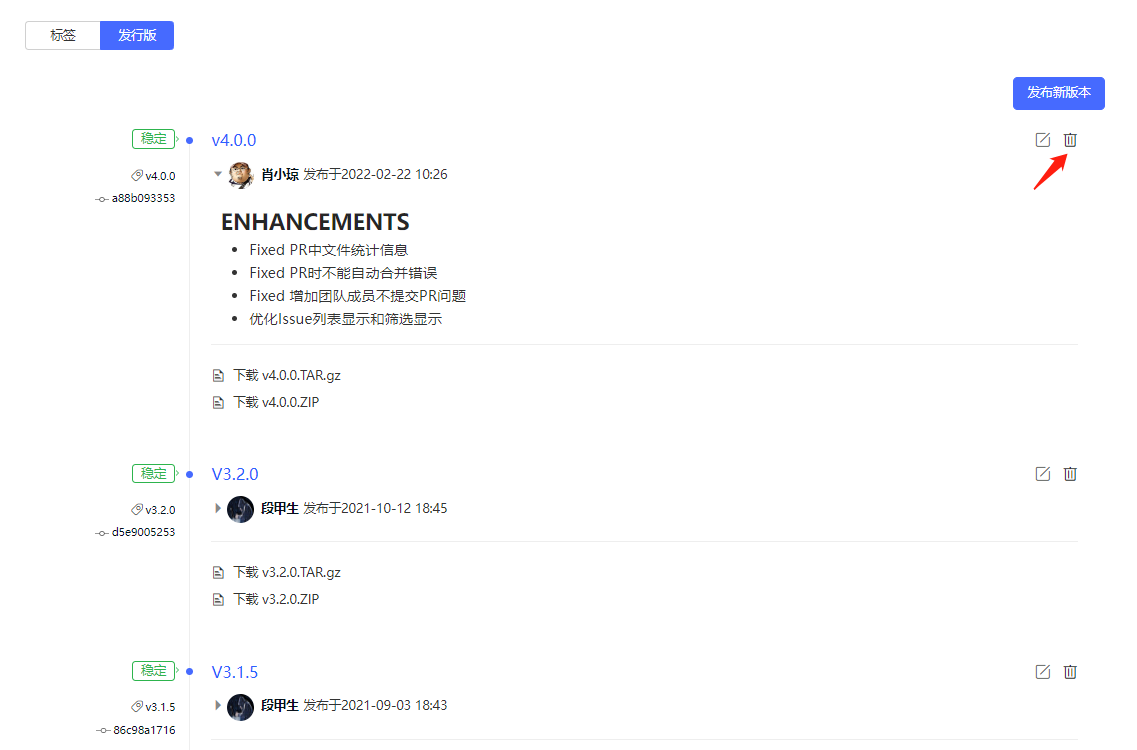 标签 发行版
发布新版本
稳定 v4.0.0
v4.0.0 肖小琼 发布于2022-02-22 10:26
a88b093353
ENHANCEMENTS
• Fixed PR中文件统计信息
• Fixed PR时不能自动合并错误
• Fixed 增加团队成员不提交PR问题
• 优化Issue列表显示和筛选显示
下载 v4.0.0.TAR.gz
下载 v4.0.0.ZIP
稳定 V3.2.0
v3.2.0 段甲生 发布于2021-10-12 18:45
d5e9005253
下载 v3.2.0.TAR.gz
下载 v3.2.0.ZIP
稳定 V3.1.5
v3.1.5 段甲生 发布于2021-09-03 18:43
86c98a1716